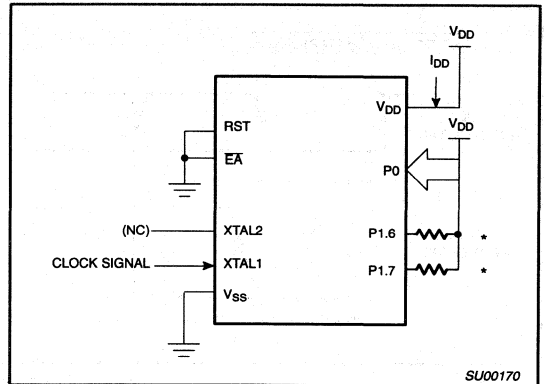 VDD
IDD
VDD
VDD
RST
EA
P0
(NC)
XTAL2
P1.6
*
CLOCK SIGNAL
XTAL1
P1.7
*
VSS
SU00170